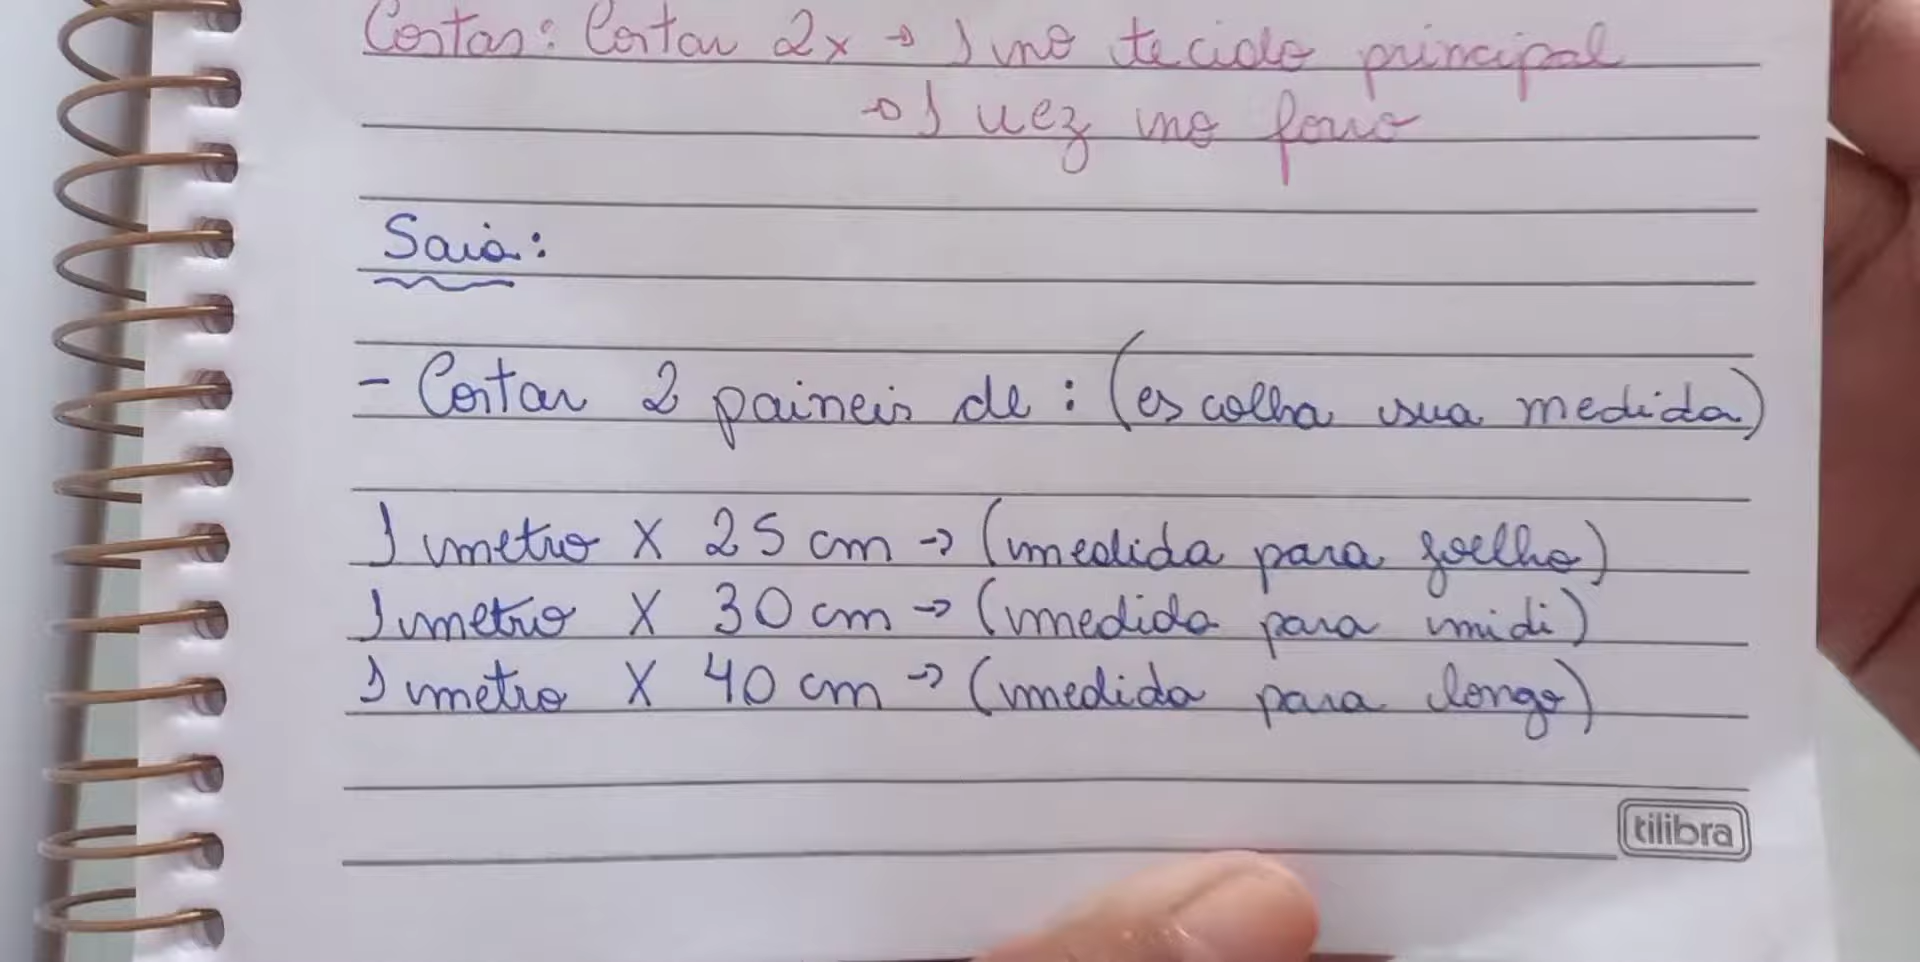 Costas: Cortar 2x → 1 no tecido principal
→ 1 vez no forro
Saia:
- Cortar 2 paineis de : (escolha sua medida)
1 metro X 25 cm → (medida para joelho)
1 metro X 30 cm → (medida para midi)
1 metro X 40 cm → (medida para longo)
tilibra